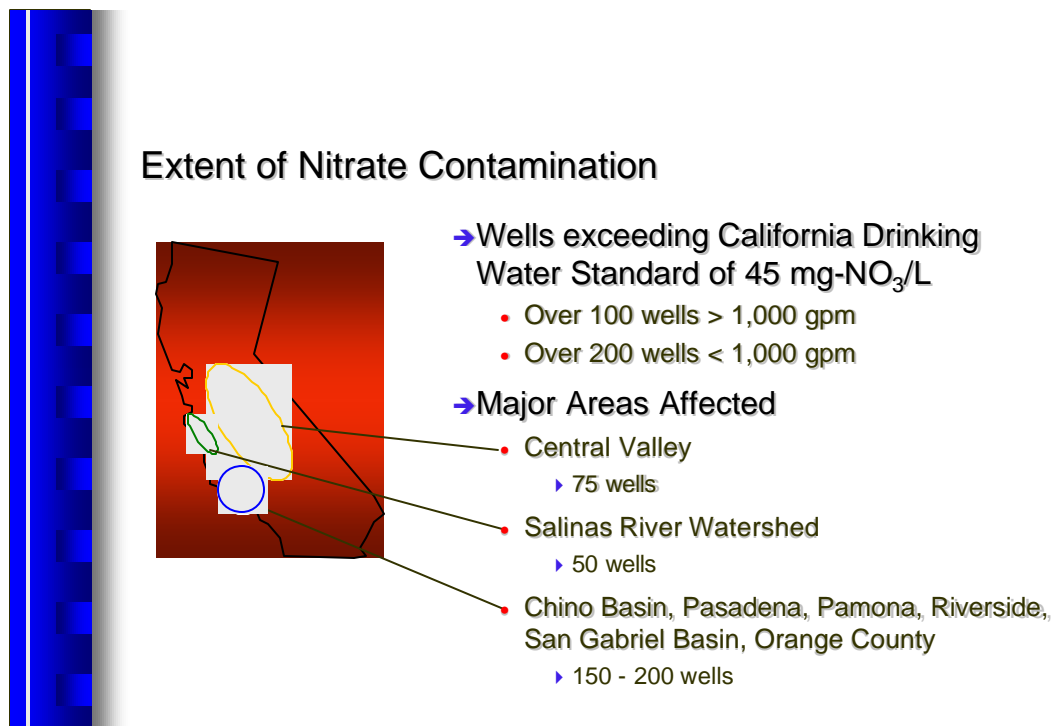 Extent of Nitrate Contamination
➔Wells exceeding California Drinking
Water Standard of 45 mg-NO₃/L
• Over 100 wells > 1,000 gpm
• Over 200 wells < 1,000 gpm
➔Major Areas Affected
• Central Valley
75 wells
• Salinas River Watershed
50 wells
• Chino Basin, Pasadena, Pamona, Riverside,
San Gabriel Basin, Orange County
150 - 200 wells